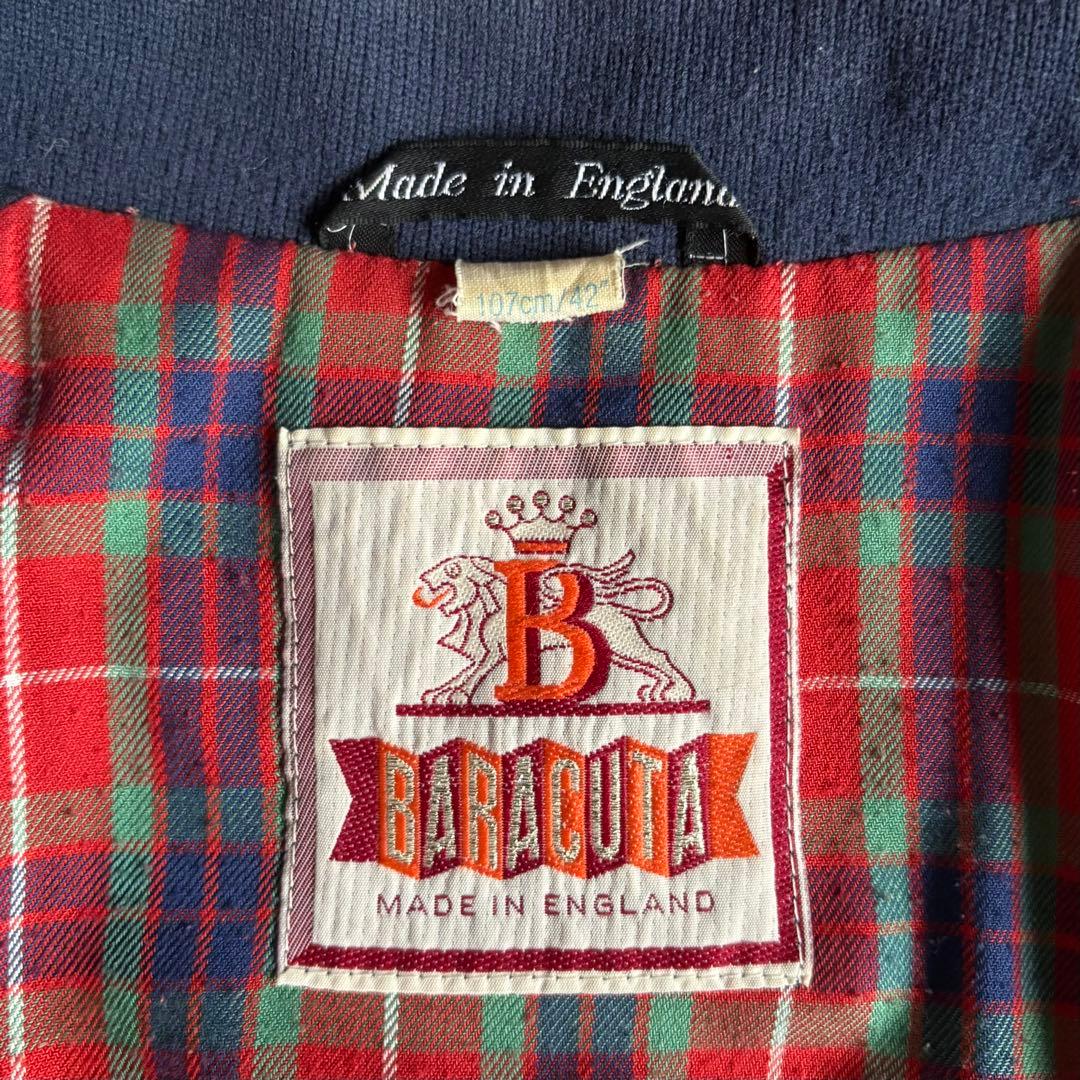 Made in England
107cm/42"
B
BARACUTA
MADE IN ENGLAND